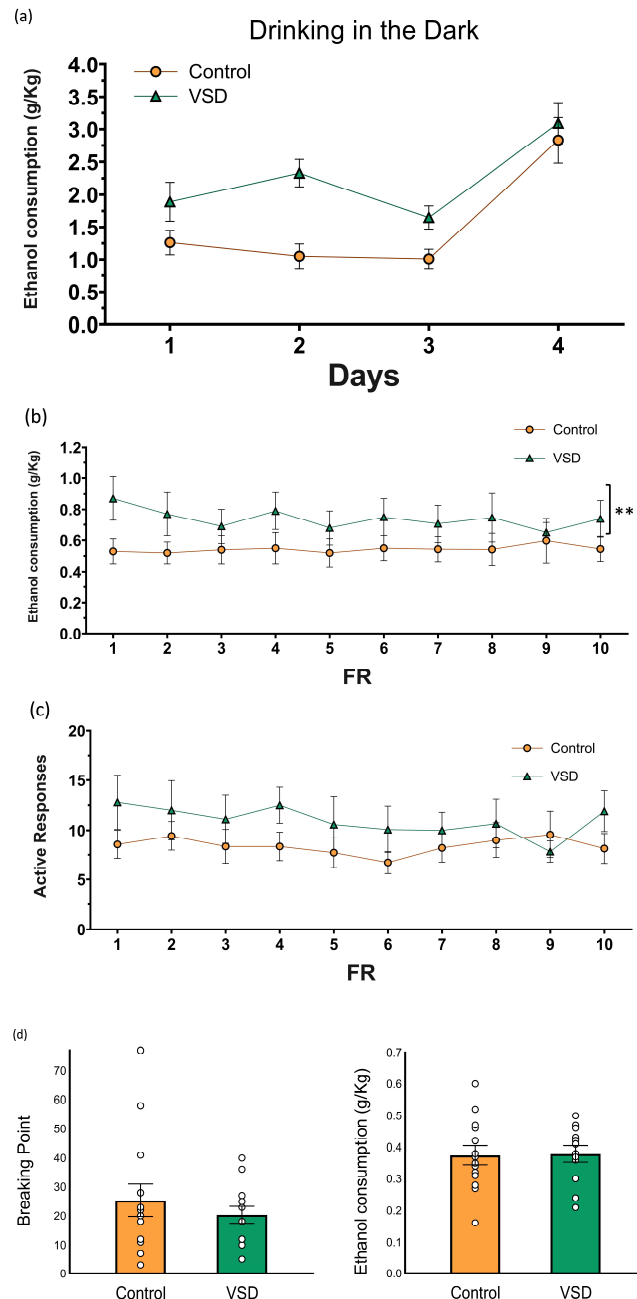 (a)
Drinking in the Dark
Control
VSD
Ethanol consumption (g/Kg)
4.0
3.5
3.0
2.5
2.0
1.5
1.0
0.5
0.0
1 2 3 4
Days
(b)
Control
VSD
Ethanol consumption (g/Kg)
1.2
1.0
0.8
0.6
0.4
0.2
0.0
**
1 2 3 4 5 6 7 8 9 10
FR
(c)
Control
VSD
Active Responses
20
15
10
5
0
1 2 3 4 5 6 7 8 9 10
FR
(d)
Breaking Point
70
60
50
40
30
20
10
0
Control VSD
Ethanol consumption (g/Kg)
0.7
0.6
0.5
0.4
0.3
0.2
0.1
0.0
Control VSD